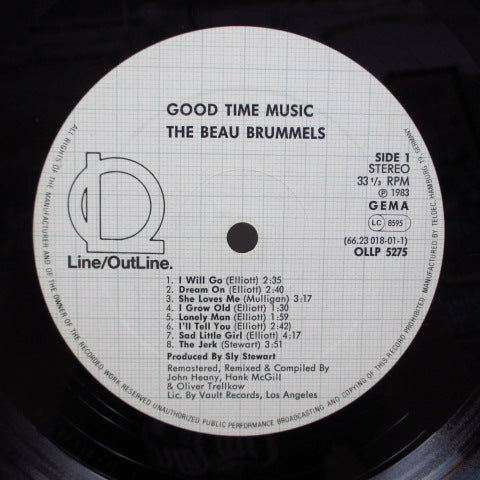 GOOD TIME MUSIC
THE BEAU BRUMMELS
SIDE 1
STEREO
33 1/3 RPM
℗ 1983
GEMA
LC 8595
(66.23 018-01-1)
OLLP 5275
Line/OutLine.
1. I Will Go (Elliott) 2:35
2. Dream On (Elliott) 2:40
3. She Loves Me (Mulligan) 3:17
4. I Grow Old (Elliott) 1:30
5. Lonely Man (Elliott) 1:59
6. I'll Tell You (Elliott) 2:42)
7. Sad Little Girl (Elliott) 4:17
8. The Jerk (Stewart) 3:51
Produced By Sly Stewart
Remastered, Remixed & Compiled By
John Heany, Hank McGill
& Oliver Trellkow
Lic. By Vault Records, Los Angeles
ALL RIGHTS OF THE MANUFACTURER AND OF THE OWNER OF THE RECORDED WORK RESERVED UNAUTHORIZED PUBLIC PERFORMANCE BROADCASTING AND COPYING OF THIS RECORD PROHIBITED MANUFACTURED BY TELDEC, HAMBURG 19, GERMANY